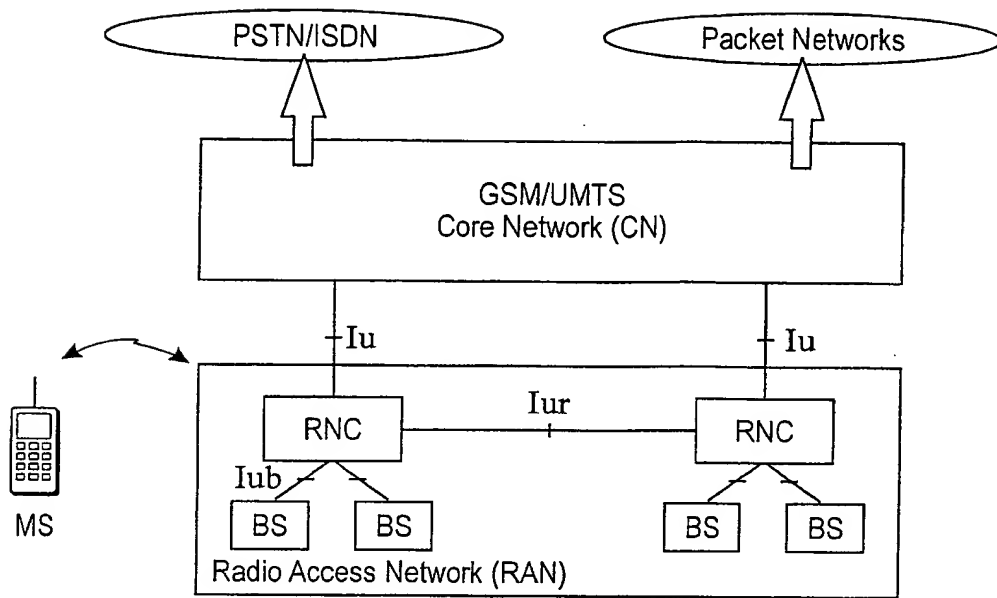 PSTN/ISDN
Packet Networks
GSM/UMTS
Core Network (CN)
Iu
Iu
Iur
RNC
RNC
Iub
BS
BS
BS
BS
MS
Radio Access Network (RAN)